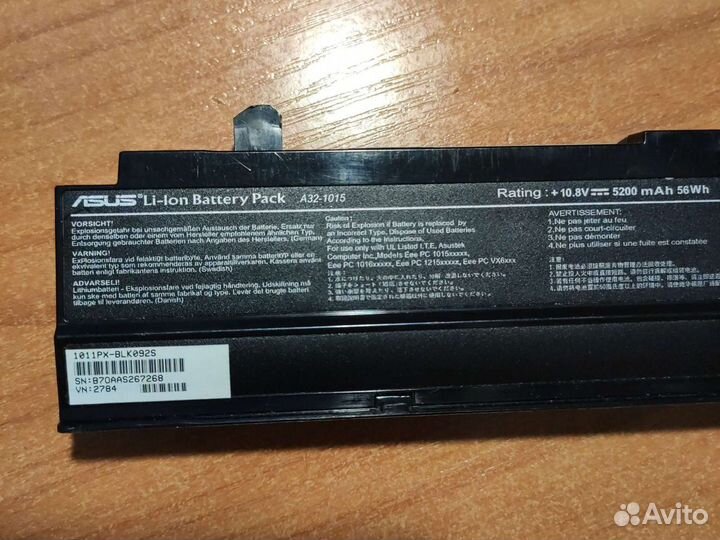 ASUS Li-Ion Battery Pack A32-1015
Rating : +10.8V 5200 mAh 56Wh
VORSICHT!
Explosionsgefahr bei unsachgemäßen Austausch der Batterie, Ersatz nur
durch denselben oder einem vom Hersteller empfohlenem ähnlichen Typ.
Entsorgung gebrauchter Batterien nach Angaben des Herstellers. (German)
VARNING!
Explosionsfara vid felaktigt batteribyte, Använd samma batterityp eller en
ekvivalent typ som rekommenderas av apparattillverkaren. Kassera använt
batteri enligt fabrikantens instruktion. (Swedish)
ADVARSEL!
Lithiumbatteri - Eksplosionsfare ved fejlagtig håndtering, Udskiftning
kun ske med batteri af samma fabrikat og type. Lever det brugte batteri
tilbage til leverandøren. (Danish)
Caution:
Risk of Explosion if Battery is replaced by
an Incorrect Type, Dispose of Used Batteries
According to the Instructions.
For use only with UL Listed I.T.E, Asustek
Computer Inc.,Models Eee PC 1015xxxxx,
Eee PC 1016xxxxx, Eee PC 1215xxxxx, Eee PC VX6xxx
AVERTISSEMENT:
1.Ne pas jeter au feu.
2.Ne pas court-circuiter
3.Ne pas démonter
4.Ne plus utiliser si une fuite est constatée
1011PX-BLK092S
SN:B70AAS267268
VN:2784
Avito